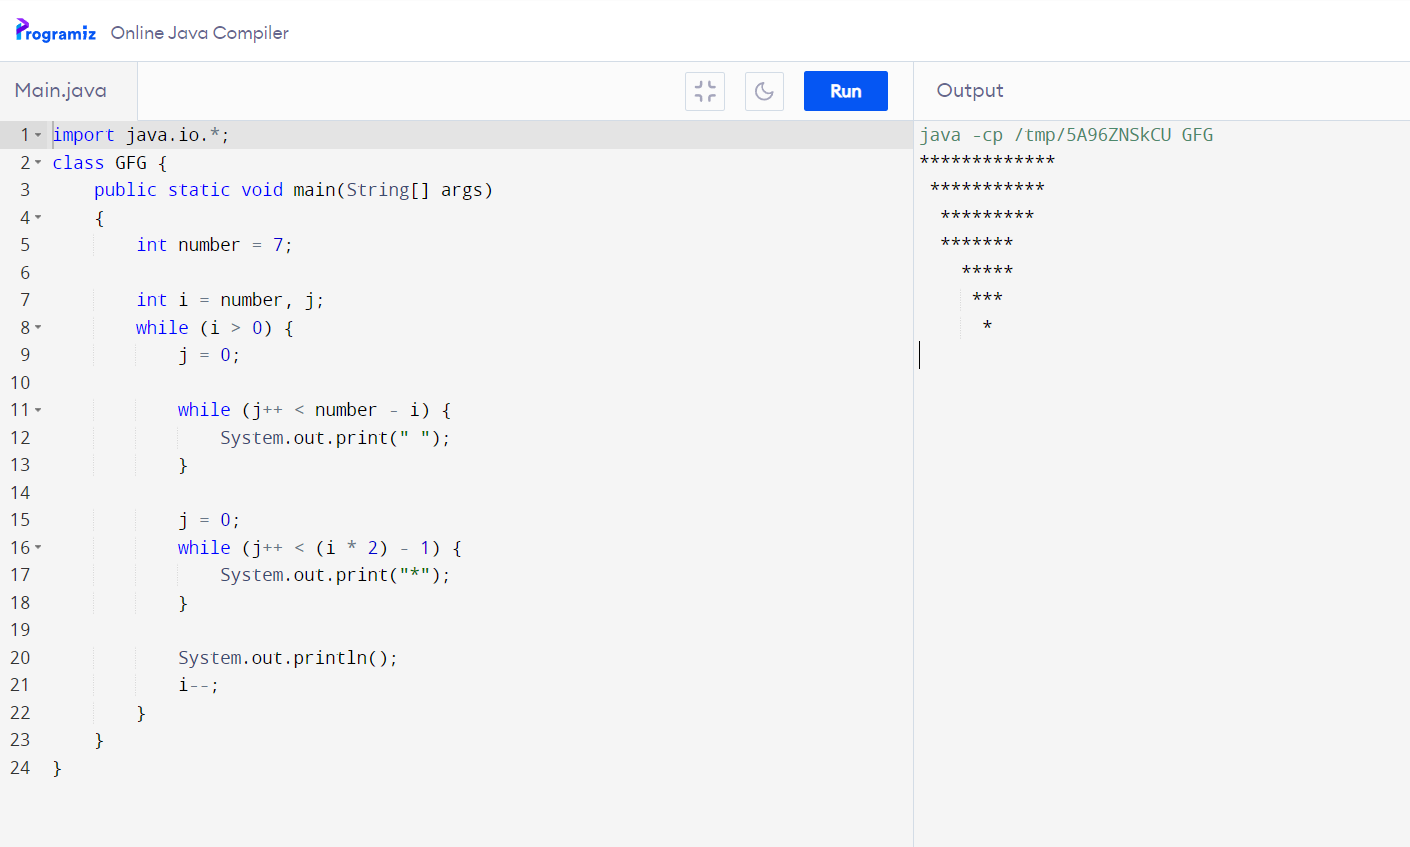 Programiz Online Java Compiler
Main.java
Run
Output
1 import java.io.*;
2 class GFG {
3     public static void main(String[] args)
4     {
5         int number = 7;
6
7         int i = number, j;
8         while (i > 0) {
9             j = 0;
10
11             while (j++ < number - i) {
12                 System.out.print(" ");
13             }
14
15             j = 0;
16             while (j++ < (i * 2) - 1) {
17                 System.out.print("*");
18             }
19
20             System.out.println();
21             i--;
22         }
23     }
24 }
java -cp /tmp/5A96ZNSkCU GFG
*************
 ***********
  *********
  *******
    *****
     ***
      *